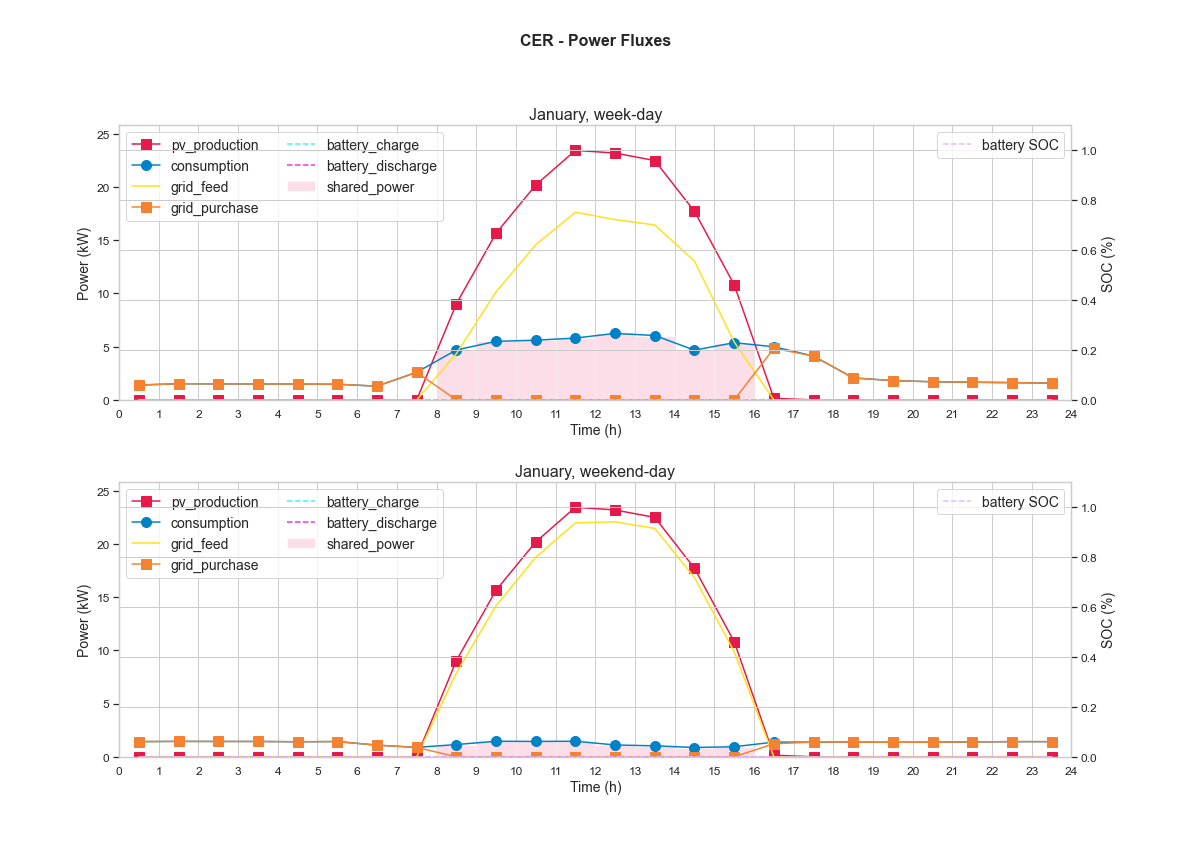 CER - Power Fluxes
January, week-day
pv_production
consumption
grid_feed
grid_purchase
battery_charge
battery_discharge
shared_power
battery SOC
Power (kW)
25
20
15
10
5
0
SOC (%)
1.0
0.8
0.6
0.4
0.2
0.0
0 1 2 3 4 5 6 7 8 9 10 11 12 13 14 15 16 17 18 19 20 21 22 23 24
Time (h)
January, weekend-day
pv_production
consumption
grid_feed
grid_purchase
battery_charge
battery_discharge
shared_power
battery SOC
Power (kW)
25
20
15
10
5
0
SOC (%)
1.0
0.8
0.6
0.4
0.2
0.0
0 1 2 3 4 5 6 7 8 9 10 11 12 13 14 15 16 17 18 19 20 21 22 23 24
Time (h)